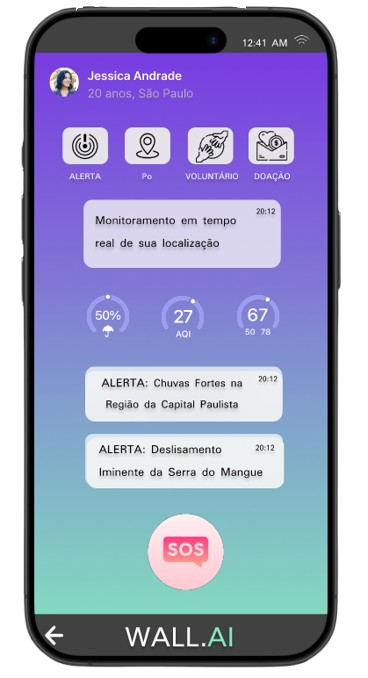 12:41 AM
Jessica Andrade
20 anos, São Paulo
ALERTA
Po
VOLUNTÁRIO
DOAÇÃO
Monitoramento em tempo 20:12
real de sua localização
50%
27
AQI
67
50 78
ALERTA: Chuvas Fortes na 20:12
Região da Capital Paulista
ALERTA: Deslisamento 20:12
Iminente da Serra do Mangue
SOS
WALL.AI